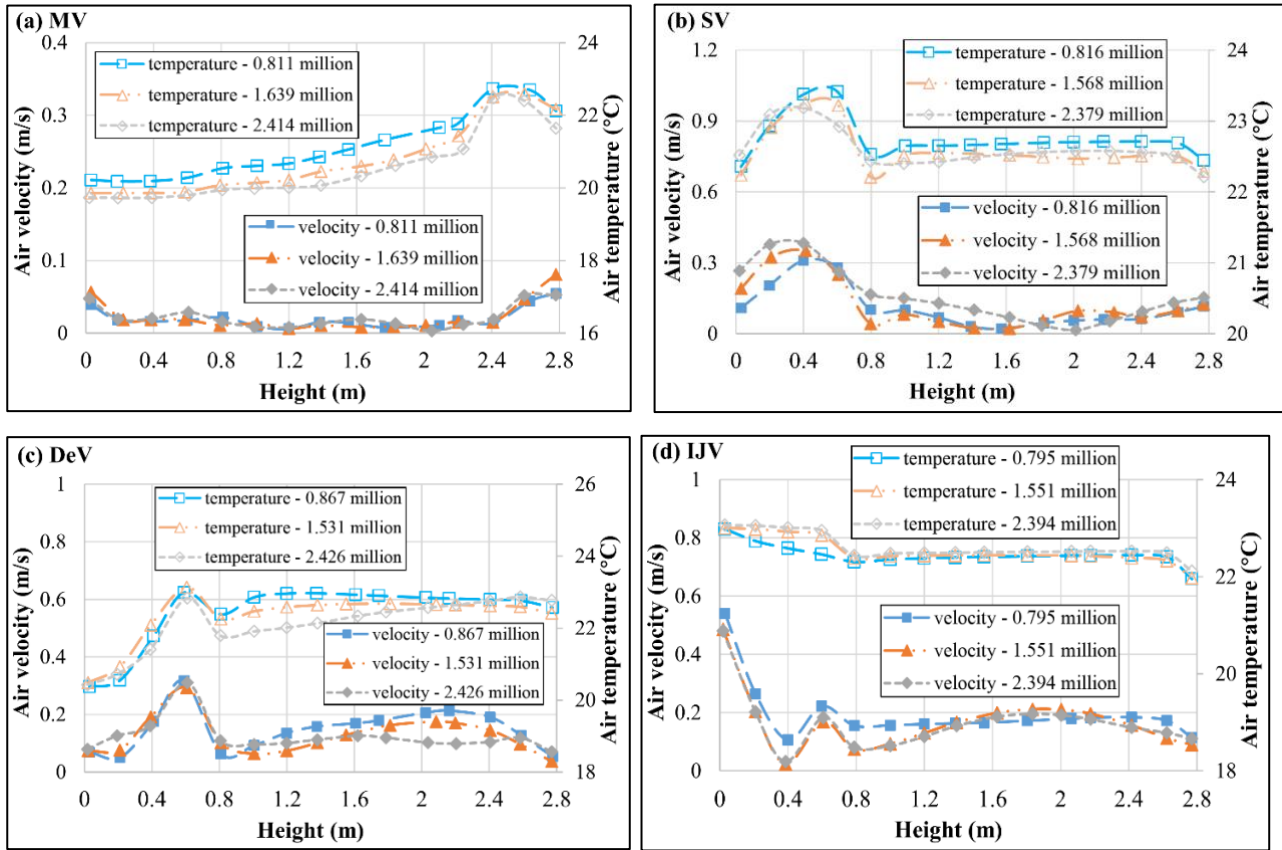 (a) MV
0.4
0.3
0.2
0.1
0
Air velocity (m/s)
temperature - 0.811 million
temperature - 1.639 million
temperature - 2.414 million
velocity - 0.811 million
velocity - 1.639 million
velocity - 2.414 million
24
22
20
18
16
Air temperature (°C)
0 0.4 0.8 1.2 1.6 2 2.4 2.8
Height (m)
(b) SV
1.2
0.9
0.6
0.3
0
Air velocity (m/s)
temperature - 0.816 million
temperature - 1.568 million
temperature - 2.379 million
velocity - 0.816 million
velocity - 1.568 million
velocity - 2.379 million
24
23
22
21
20
Air temperature (°C)
0 0.4 0.8 1.2 1.6 2 2.4 2.8
Height (m)
(c) DeV
1
0.8
0.6
0.4
0.2
0
Air velocity (m/s)
temperature - 0.867 million
temperature - 1.531 million
temperature - 2.426 million
velocity - 0.867 million
velocity - 1.531 million
velocity - 2.426 million
26
24
22
20
18
Air temperature (°C)
0 0.4 0.8 1.2 1.6 2 2.4 2.8
Height (m)
(d) IJV
1
0.8
0.6
0.4
0.2
0
Air velocity (m/s)
temperature - 0.795 million
temperature - 1.551 million
temperature - 2.394 million
velocity - 0.795 million
velocity - 1.551 million
velocity - 2.394 million
24
22
20
18
Air temperature (°C)
0 0.4 0.8 1.2 1.6 2 2.4 2.8
Height (m)